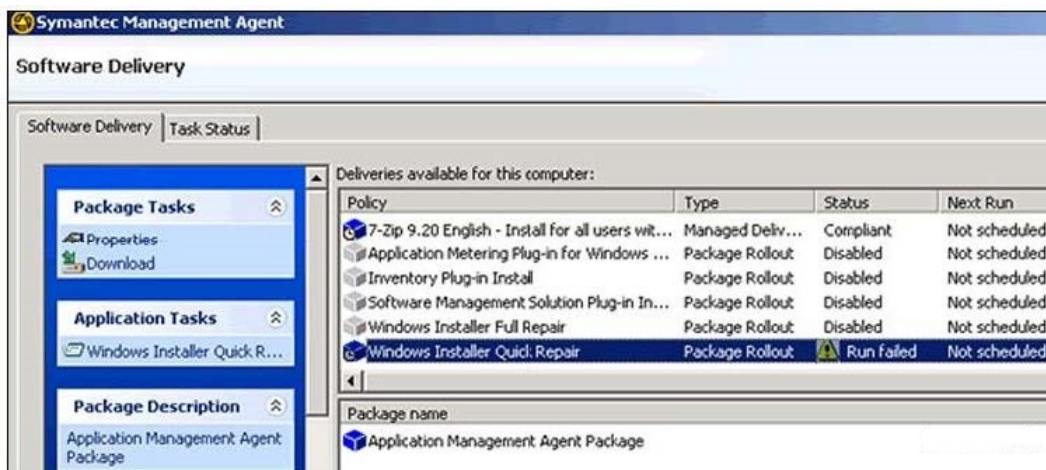 Symantec Management Agent
Software Delivery
Software Delivery
Task Status
Package Tasks
Properties
Download
Application Tasks
Windows Installer Quick R...
Package Description
Application Management Agent
Package
Deliveries available for this computer:
Policy Type Status Next Run
7-Zip 9.20 English - Install for all users wit... Managed Deliv... Compliant Not scheduled
Application Metering Plug-in for Windows ... Package Rollout Disabled Not scheduled
Inventory Plug-in Install Package Rollout Disabled Not scheduled
Software Management Solution Plug-in In... Package Rollout Disabled Not scheduled
Windows Installer Full Repair Package Rollout Disabled Not scheduled
Windows Installer Quick Repair Package Rollout Run failed Not scheduled
Package name
Application Management Agent Package